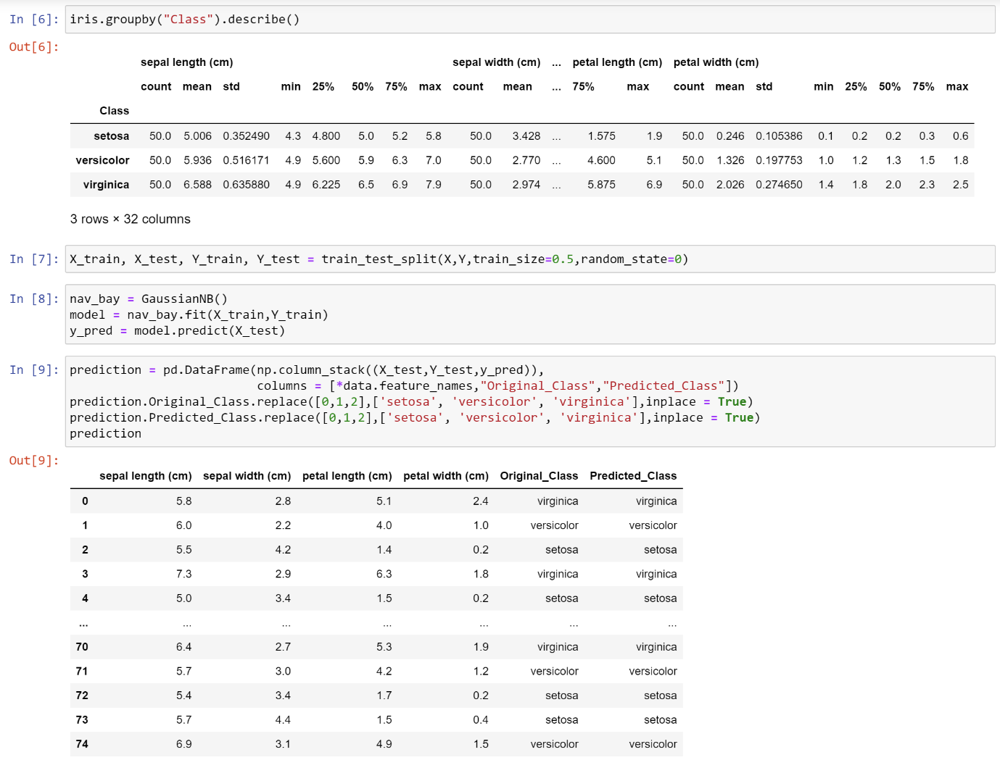 In [6]: iris.groupby("Class").describe()
Out[6]:
sepal length (cm) sepal width (cm) ... petal length (cm) petal width (cm)
count mean std min 25% 50% 75% max count mean ... 75% max count mean std min 25% 50% 75% max
Class
setosa 50.0 5.006 0.352490 4.3 4.800 5.0 5.2 5.8 50.0 3.428 ... 1.575 1.9 50.0 0.246 0.105386 0.1 0.2 0.2 0.3 0.6
versicolor 50.0 5.936 0.516171 4.9 5.600 5.9 6.3 7.0 50.0 2.770 ... 4.600 5.1 50.0 1.326 0.197753 1.0 1.2 1.3 1.5 1.8
virginica 50.0 6.588 0.635880 4.9 6.225 6.5 6.9 7.9 50.0 2.974 ... 5.875 6.9 50.0 2.026 0.274650 1.4 1.8 2.0 2.3 2.5
3 rows × 32 columns
In [7]: X_train, X_test, Y_train, Y_test = train_test_split(X,Y,train_size=0.5,random_state=0)
In [8]: nav_bay = GaussianNB()
model = nav_bay.fit(X_train,Y_train)
y_pred = model.predict(X_test)
In [9]: prediction = pd.DataFrame(np.column_stack((X_test,Y_test,y_pred)),
columns = [*data.feature_names,"Original_Class","Predicted_Class"])
prediction.Original_Class.replace([0,1,2],['setosa', 'versicolor', 'virginica'],inplace = True)
prediction.Predicted_Class.replace([0,1,2],['setosa', 'versicolor', 'virginica'],inplace = True)
prediction
Out[9]:
sepal length (cm) sepal width (cm) petal length (cm) petal width (cm) Original_Class Predicted_Class
0 5.8 2.8 5.1 2.4 virginica virginica
1 6.0 2.2 4.0 1.0 versicolor versicolor
2 5.5 4.2 1.4 0.2 setosa setosa
3 7.3 2.9 6.3 1.8 virginica virginica
4 5.0 3.4 1.5 0.2 setosa setosa
... ... ... ... ... ... ...
70 6.4 2.7 5.3 1.9 virginica virginica
71 5.7 3.0 4.2 1.2 versicolor versicolor
72 5.4 3.4 1.7 0.2 setosa setosa
73 5.7 4.4 1.5 0.4 setosa setosa
74 6.9 3.1 4.9 1.5 versicolor versicolor